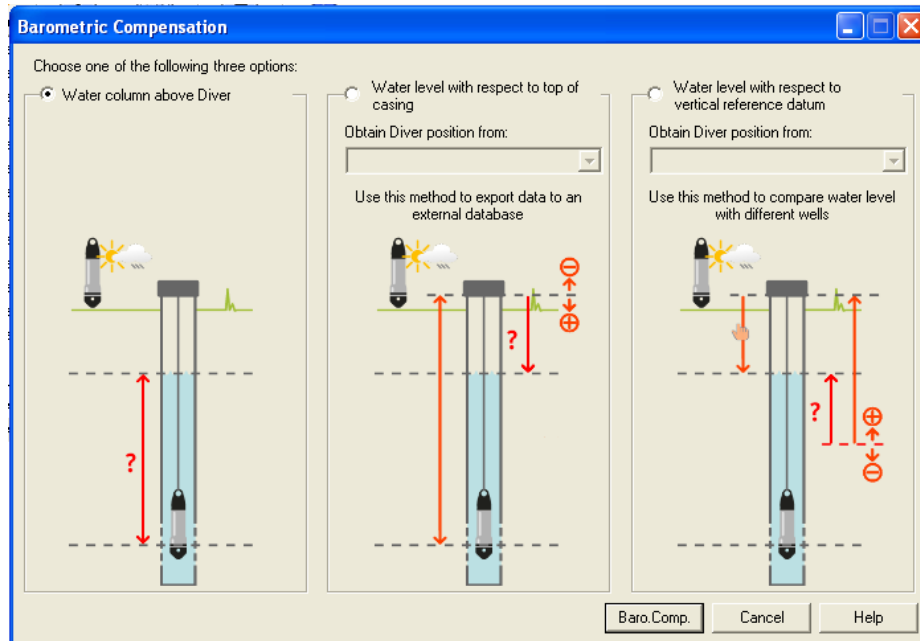 Barometric Compensation
Choose one of the following three options:
Water column above Diver
Water level with respect to top of
casing
Obtain Diver position from:
Use this method to export data to an
external database
Water level with respect to
vertical reference datum
Obtain Diver position from:
Use this method to compare water level
with different wells
?
?
?
Baro.Comp.
Cancel
Help